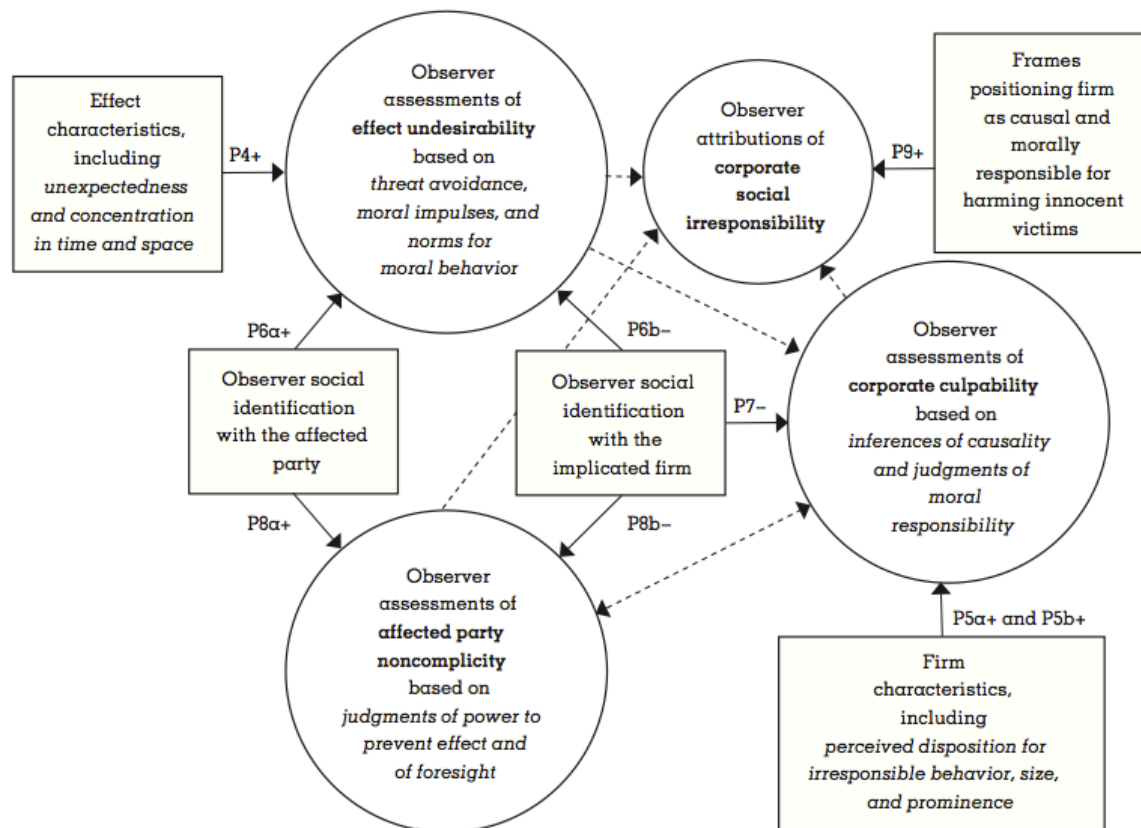 Effect
characteristics,
including
unexpectedness
and concentration
in time and space
P4+
Observer
assessments of
effect undesirability
based on
threat avoidance,
moral impulses, and
norms for
moral behavior
Observer
attributions of
corporate
social
irresponsibility
P9+
Frames
positioning firm
as causal and
morally
responsible for
harming innocent
victims
P6a+
P6b–
Observer social
identification
with the affected
party
Observer social
identification
with the
implicated firm
P7–
Observer
assessments of
corporate culpability
based on
inferences of causality
and judgments of
moral
responsibility
P8a+
P8b–
Observer
assessments of
affected party
noncomplicity
based on
judgments of power to
prevent effect and
of foresight
P5a+ and P5b+
Firm
characteristics,
including
perceived disposition for
irresponsible behavior, size,
and prominence